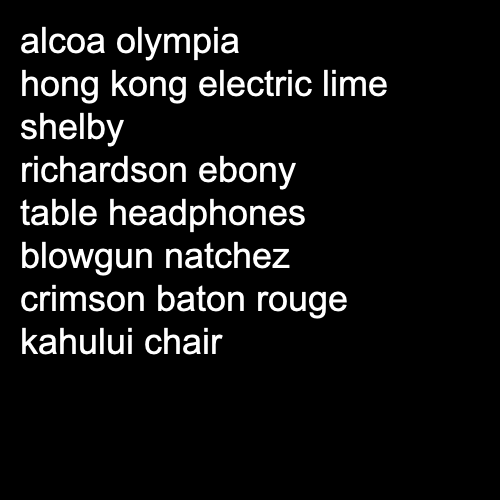 alcoa olympia
hong kong electric lime
shelby
richardson ebony
table headphones
blowgun natchez
crimson baton rouge
kahului chair